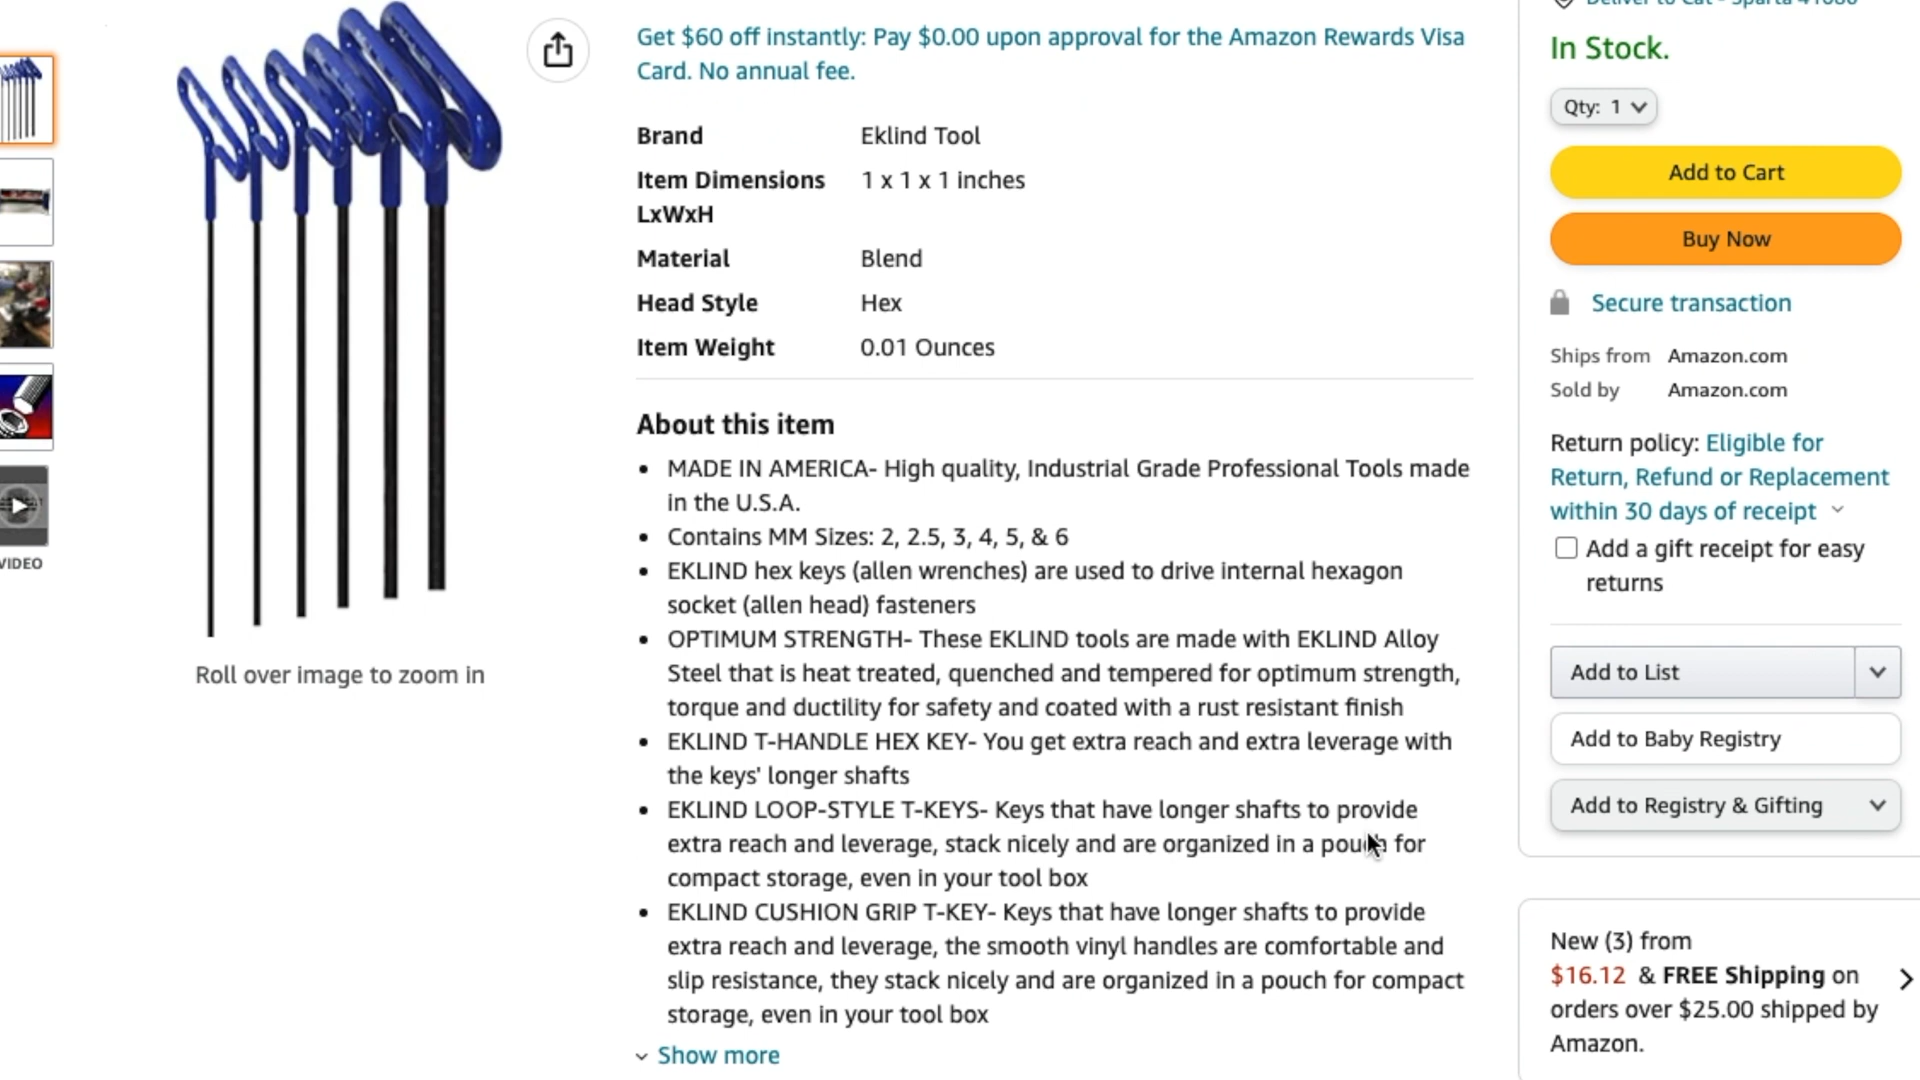 Get $60 off instantly: Pay $0.00 upon approval for the Amazon Rewards Visa
Card. No annual fee.
Brand Eklind Tool
Item Dimensions 1 x 1 x 1 inches
LxWxH
Material Blend
Head Style Hex
Item Weight 0.01 Ounces
About this item
• MADE IN AMERICA- High quality, Industrial Grade Professional Tools made
in the U.S.A.
• Contains MM Sizes: 2, 2.5, 3, 4, 5, & 6
• EKLIND hex keys (allen wrenches) are used to drive internal hexagon
socket (allen head) fasteners
• OPTIMUM STRENGTH- These EKLIND tools are made with EKLIND Alloy
Steel that is heat treated, quenched and tempered for optimum strength,
torque and ductility for safety and coated with a rust resistant finish
• EKLIND T-HANDLE HEX KEY- You get extra reach and extra leverage with
the keys' longer shafts
• EKLIND LOOP-STYLE T-KEYS- Keys that have longer shafts to provide
extra reach and leverage, stack nicely and are organized in a pouch for
compact storage, even in your tool box
• EKLIND CUSHION GRIP T-KEY- Keys that have longer shafts to provide
extra reach and leverage, the smooth vinyl handles are comfortable and
slip resistance, they stack nicely and are organized in a pouch for compact
storage, even in your tool box
Show more
VIDEO
Roll over image to zoom in
In Stock.
Qty: 1
Add to Cart
Buy Now
Secure transaction
Ships from Amazon.com
Sold by Amazon.com
Return policy: Eligible for
Return, Refund or Replacement
within 30 days of receipt
Add a gift receipt for easy
returns
Add to List
Add to Baby Registry
Add to Registry & Gifting
New (3) from
$16.12 & FREE Shipping on
orders over $25.00 shipped by
Amazon.